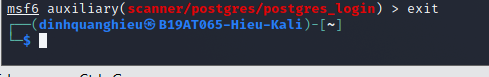 msf6 auxiliary(scanner/postgres/postgres_login) > exit
┌──(dinhquanghieu㉿B19AT065-Hieu-Kali)-[~]
└─$